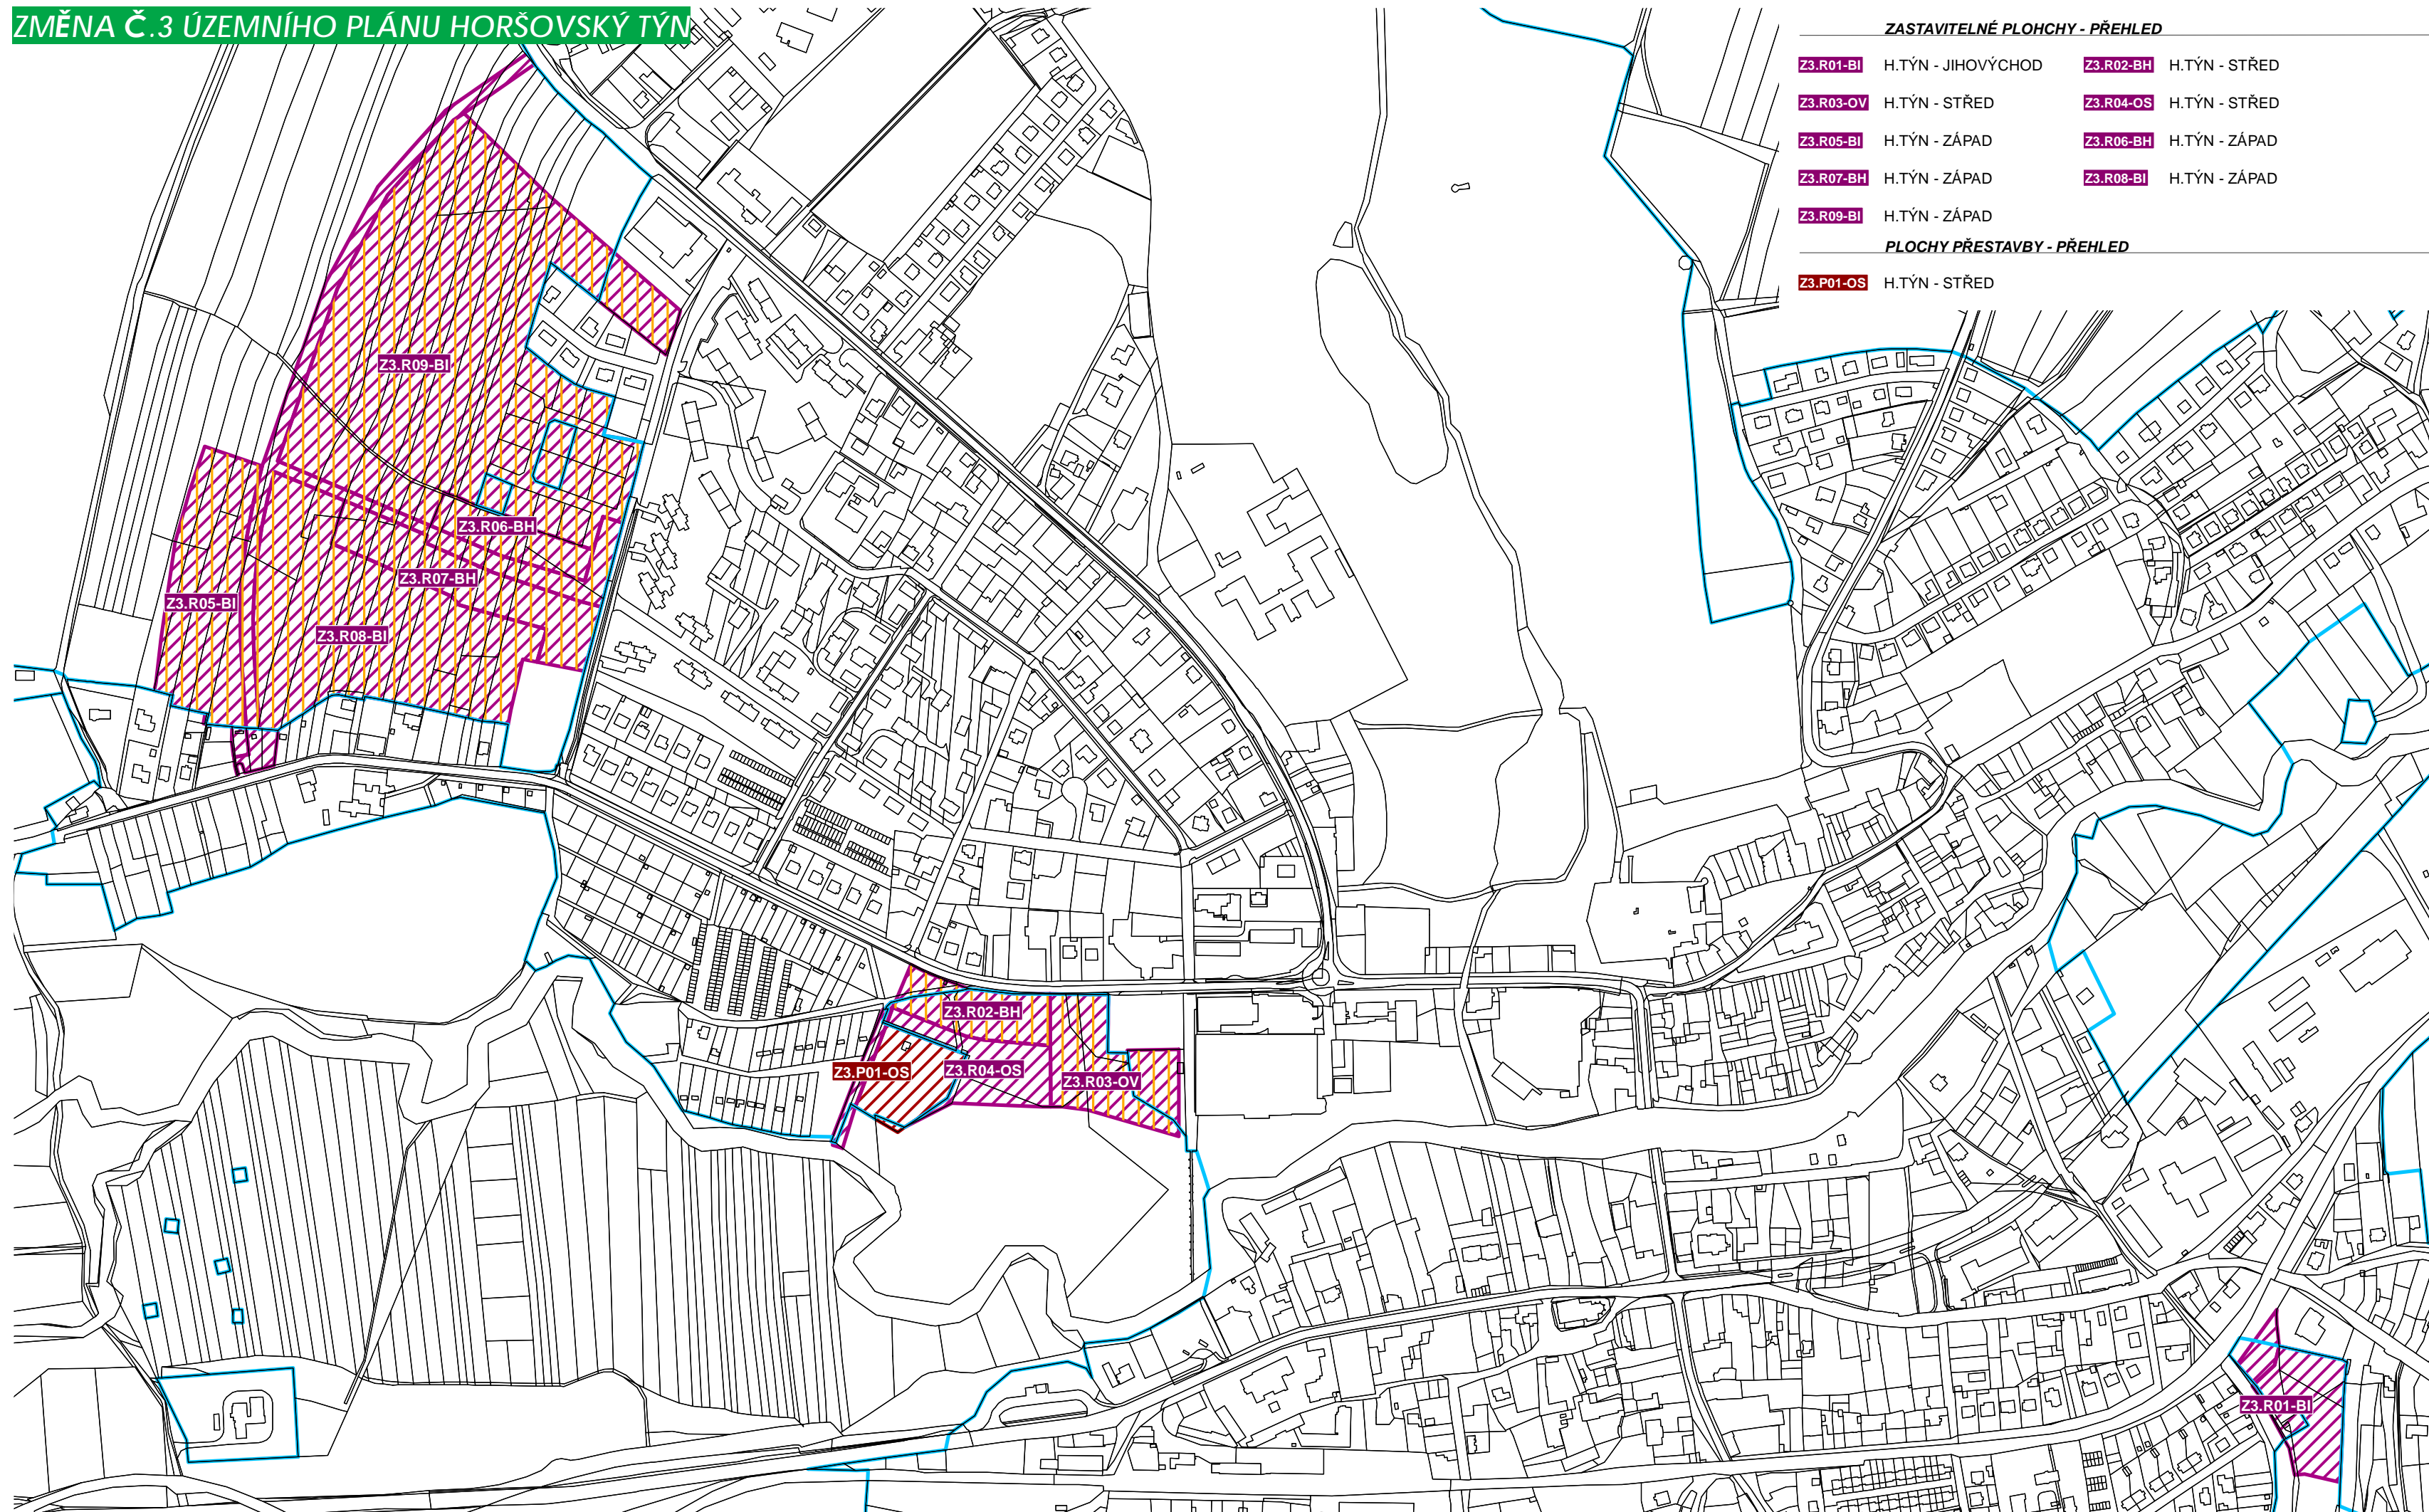 ZMĚNA Č.3 ÚZEMNÍHO PLÁNU HORŠOVSKÝ TÝN
ZASTAVITELNÉ PLOHCHY - PŘEHLED
Z3.R01-BI H.TÝN - JIHOVÝCHOD Z3.R02-BH H.TÝN - STŘED
Z3.R03-OV H.TÝN - STŘED Z3.R04-OS H.TÝN - STŘED
Z3.R05-BI H.TÝN - ZÁPAD Z3.R06-BH H.TÝN - ZÁPAD
Z3.R07-BH H.TÝN - ZÁPAD Z3.R08-BI H.TÝN - ZÁPAD
Z3.R09-BI H.TÝN - ZÁPAD
PLOCHY PŘESTAVBY - PŘEHLED
Z3.P01-OS H.TÝN - STŘED
Z3.R09-BI
Z3.R06-BH
Z3.R07-BH
Z3.R05-BI
Z3.R08-BI
Z3.R02-BH
Z3.P01-OS
Z3.R04-OS
Z3.R03-OV
Z3.R01-BI